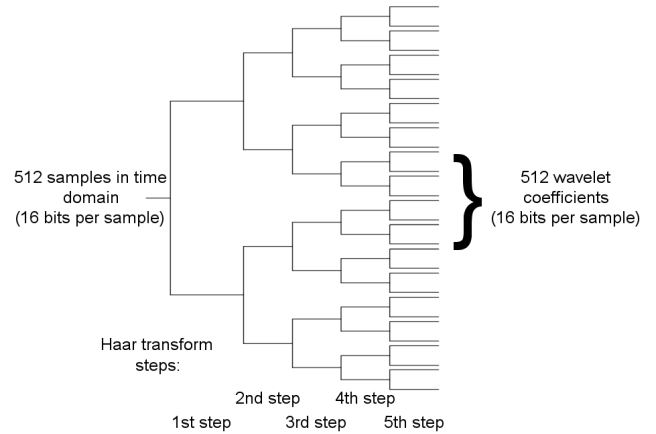 512 samples in time
domain
(16 bits per sample)
512 wavelet
coefficients
(16 bits per sample)
Haar transform
steps:
2nd step
4th step
1st step
3rd step
5th step